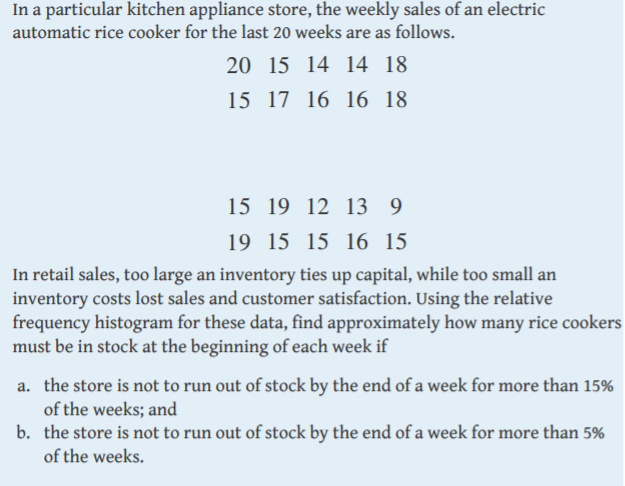 In a particular kitchen appliance store, the weekly sales of an electric
automatic rice cooker for the last 20 weeks are as follows.
20 15 14 14 18
15 17 16 16 18
15 19 12 13 9
19 15 15 16 15
In retail sales, too large an inventory ties up capital, while too small an
inventory costs lost sales and customer satisfaction. Using the relative
frequency histogram for these data, find approximately how many rice cookers
must be in stock at the beginning of each week if
a. the store is not to run out of stock by the end of a week for more than 15%
of the weeks; and
b. the store is not to run out of stock by the end of a week for more than 5%
of the weeks.